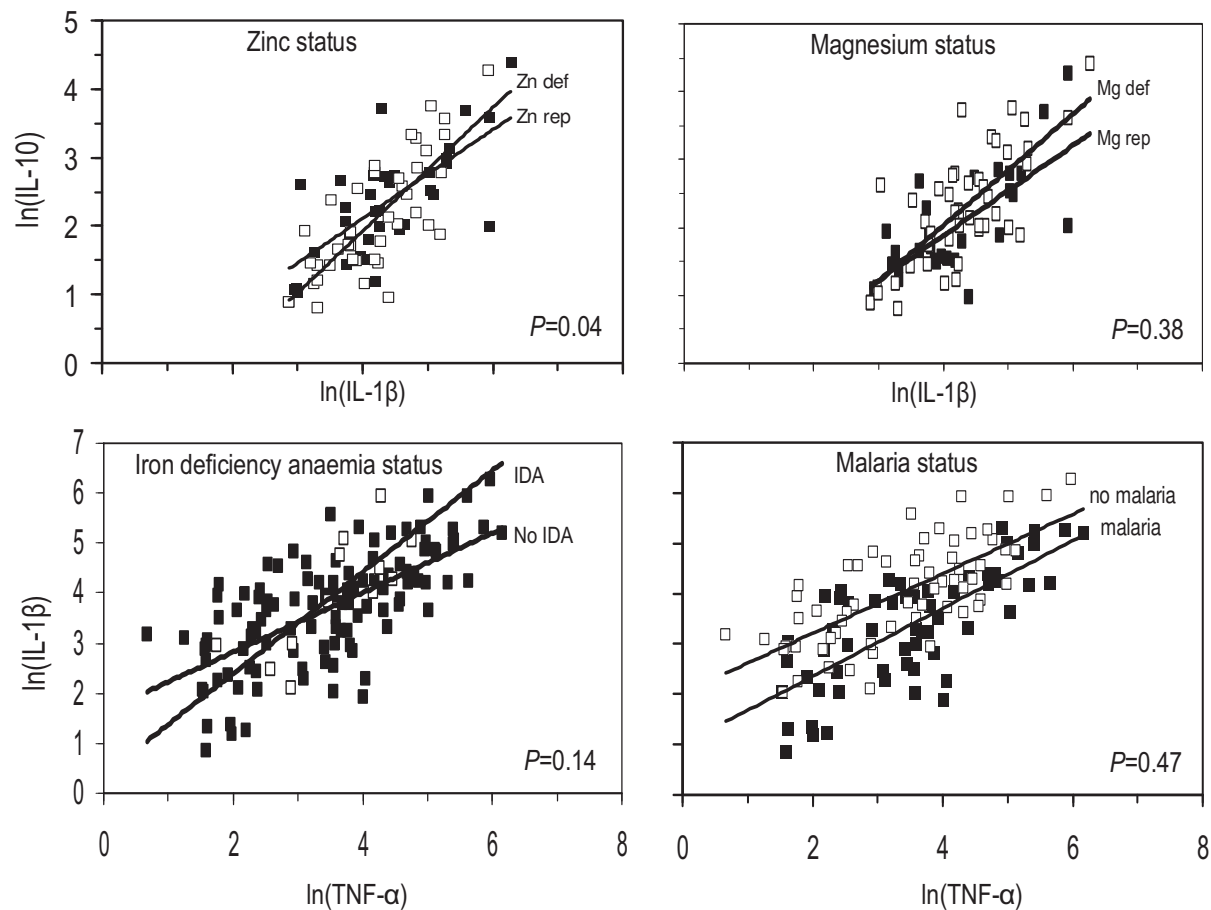 Zinc status
Zn def
Zn rep
P=0.04
5
4
3
2
1
0
ln(IL-10)
ln(IL-1β)
Magnesium status
Mg def
Mg rep
P=0.38
ln(IL-1β)
Iron deficiency anaemia status
IDA
No IDA
P=0.14
7
6
5
4
3
2
1
0
ln(IL-1β)
0 2 4 6 8
ln(TNF-α)
Malaria status
no malaria
malaria
P=0.47
0 2 4 6 8
ln(TNF-α)